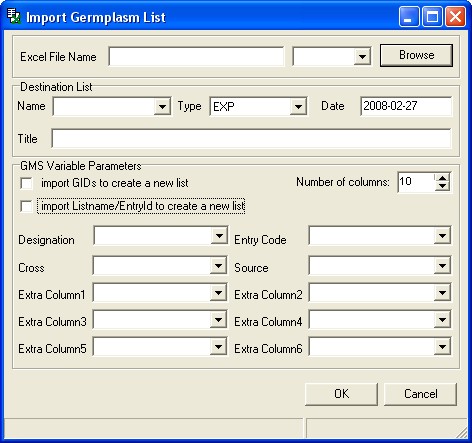 Import Germplasm List
Excel File Name Browse
Destination List
Name Type EXP Date 2008-02-27
Title
GMS Variable Parameters
import GIDs to create a new list Number of columns: 10
import Listname/EntryId to create a new list
Designation Entry Code
Cross Source
Extra Column1 Extra Column2
Extra Column3 Extra Column4
Extra Column5 Extra Column6
OK Cancel